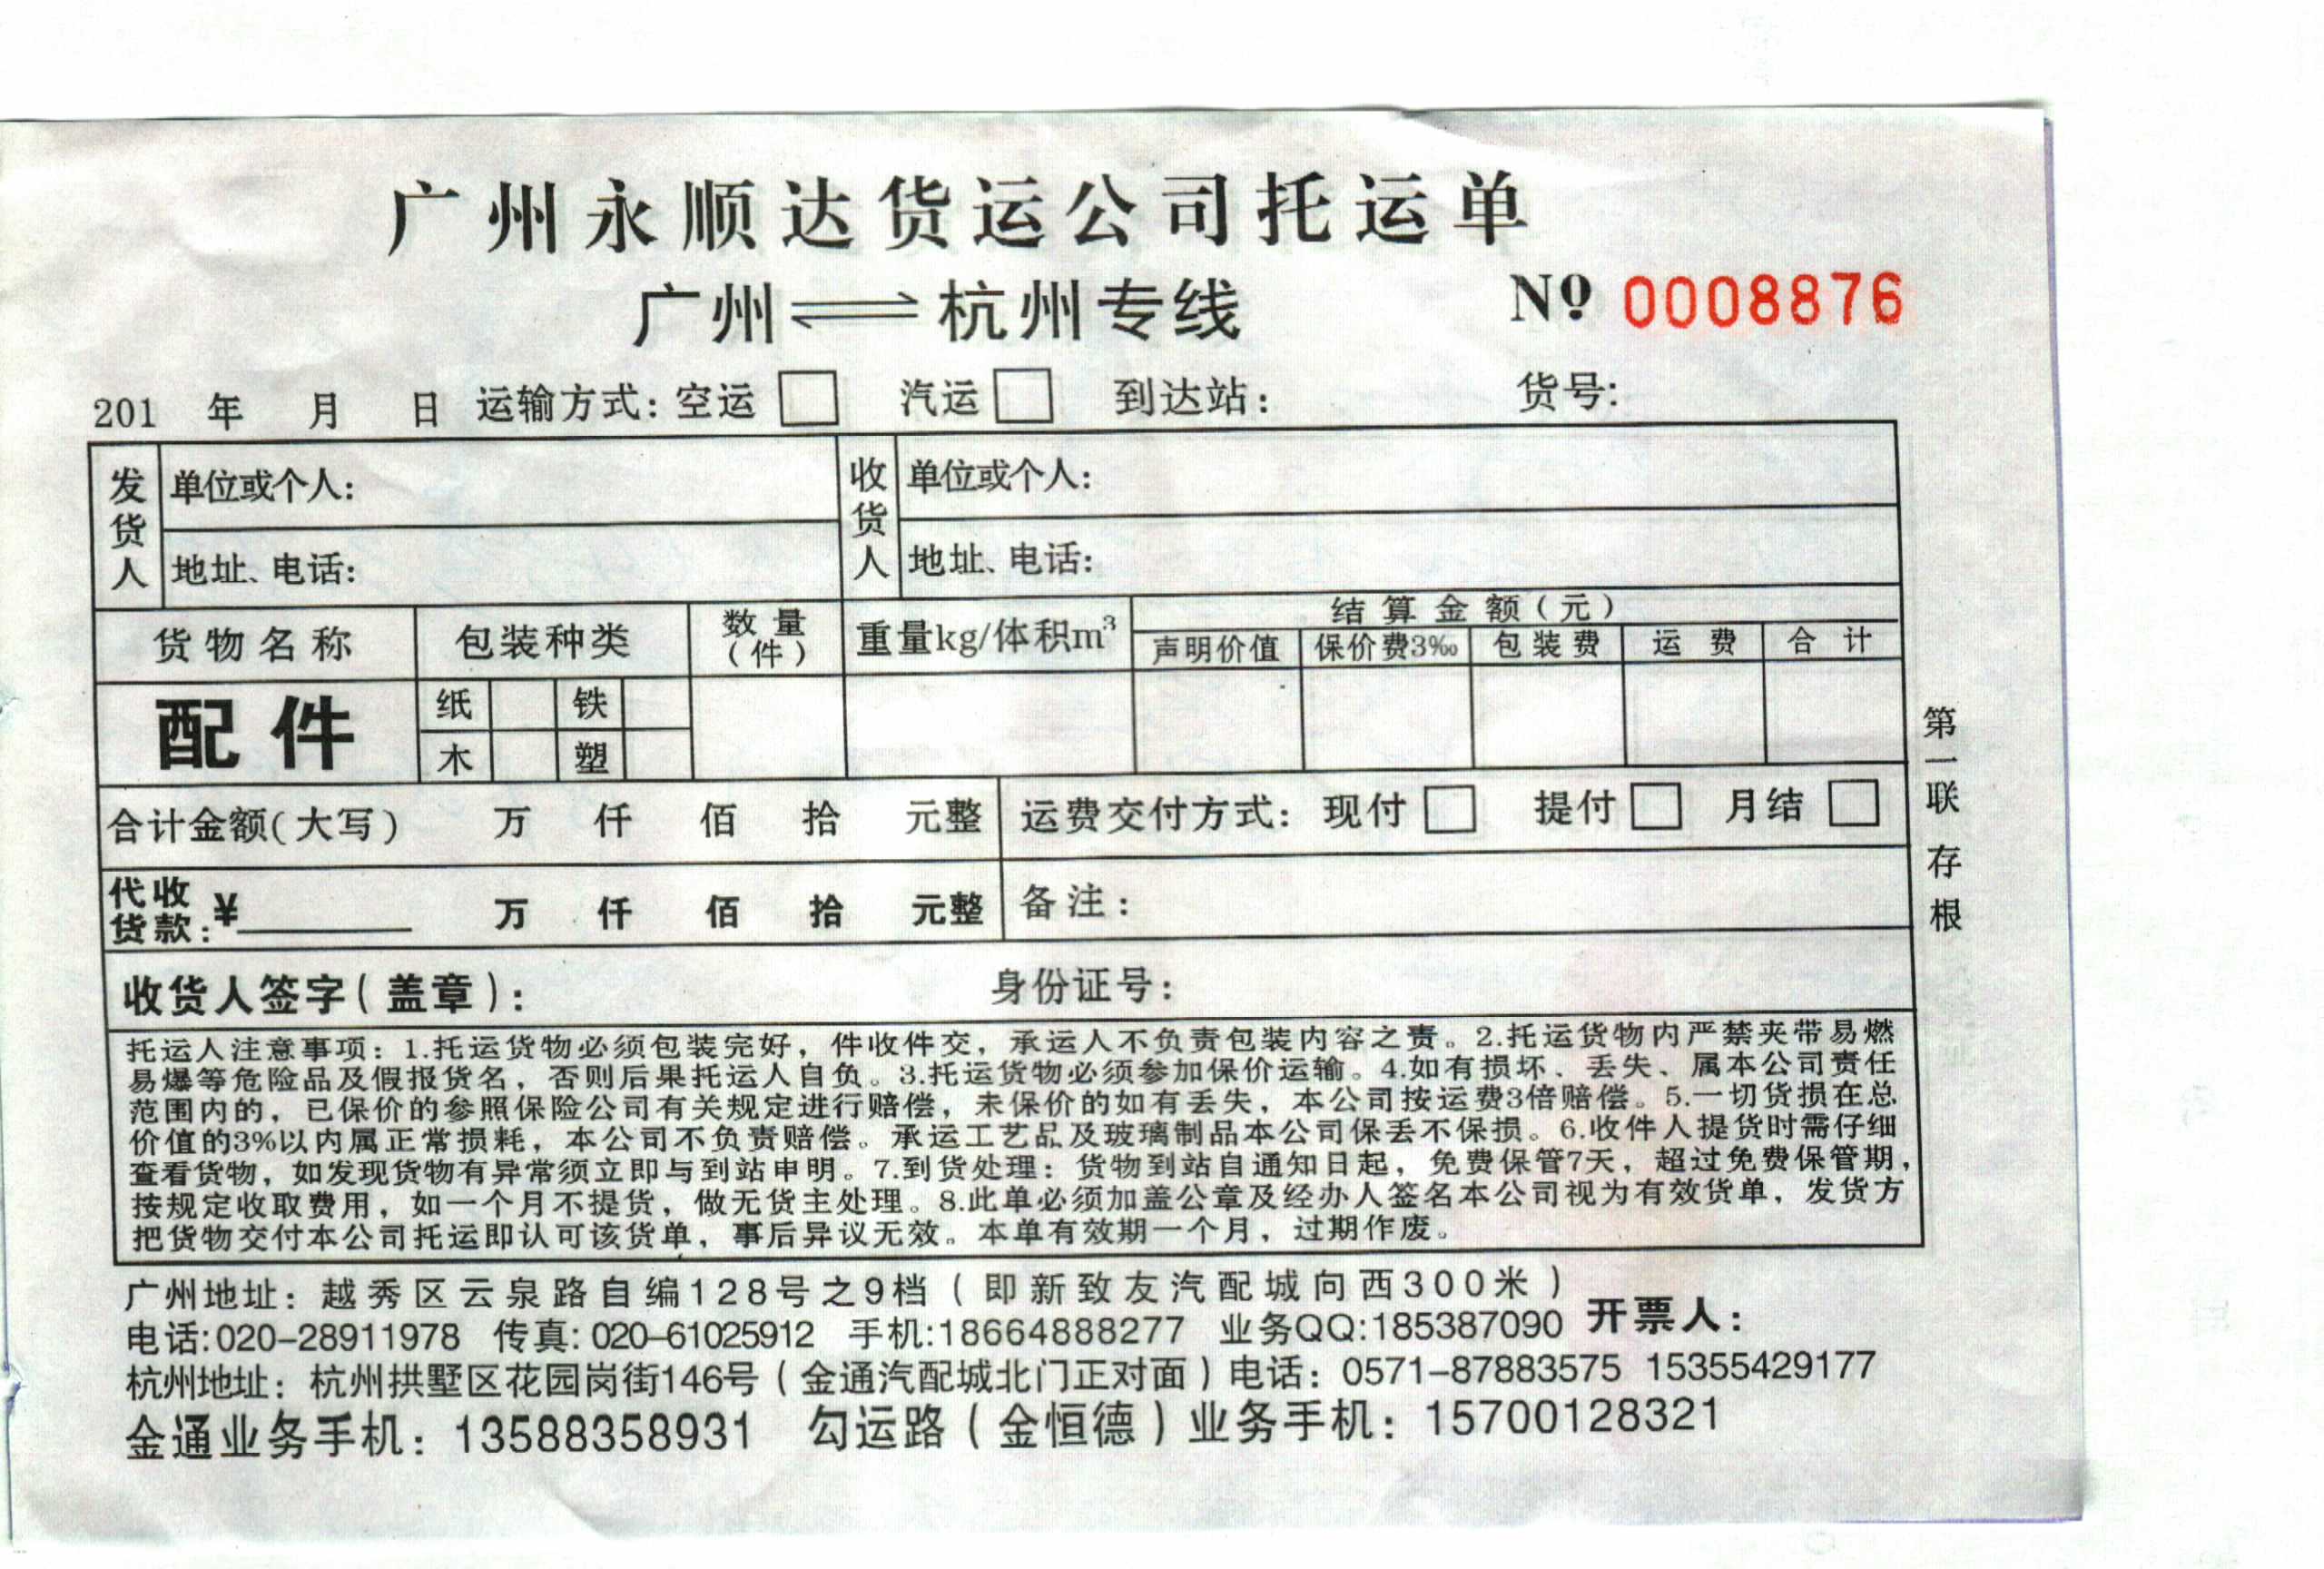 广州永顺达货运公司托运单
广州⇌杭州专线
№ 0008876
201 年 月 日 运输方式: 空运 □ 汽运 □ 到达站: 货号:
发货人 单位或个人: 收货人 单位或个人:
地址、电话: 地址、电话:
货物名称 包装种类 数量(件) 重量kg/体积m³ 结算金额(元)
声明价值 保价费3‰ 包装费 运费 合计
配件 纸 铁
木 塑
合计金额(大写) 万 仟 佰 拾 元整 运费交付方式: 现付 □ 提付 □ 月结 □
代收货款: ¥______ 万 仟 佰 拾 元整 备注:
收货人签字(盖章): 身份证号:
第一联 存根
托运人注意事项: 1.托运货物必须包装完好, 件收件交, 承运人不负责包装内容之责。2.托运货物内严禁夹带易燃
易爆等危险品及假报货名, 否则后果托运人自负。3.托运货物必须参加保价运输。4.如有损坏、丢失、属本公司责任
范围内的, 已保价的参照保险公司有关规定进行赔偿, 未保价的如有丢失, 本公司按运费3倍赔偿。5.一切货损在总
价值的3%以内属正常损耗, 本公司不负责赔偿。承运工艺品及玻璃制品本公司保丢不保损。6.收件人提货时需仔细
查看货物, 如发现货物有异常须立即与到站申明。7.到货处理: 货物到站自通知日起, 免费保管7天, 超过免费保管期,
按规定收取费用, 如一个月不提货, 做无货主处理。8.此单必须加盖公章及经办人签名本公司视为有效货单, 发货方
把货物交付本公司托运即认可该货单, 事后异议无效。本单有效期一个月, 过期作废。
广州地址: 越秀区云泉路自编128号之9档(即新致友汽配城向西300米)
电话:020-28911978 传真: 020-61025912 手机:18664888277 业务QQ:185387090 开票人:
杭州地址: 杭州拱墅区花园岗街146号(金通汽配城北门正对面)电话: 0571-87883575 15355429177
金通业务手机: 13588358931 勾运路(金恒德)业务手机: 15700128321